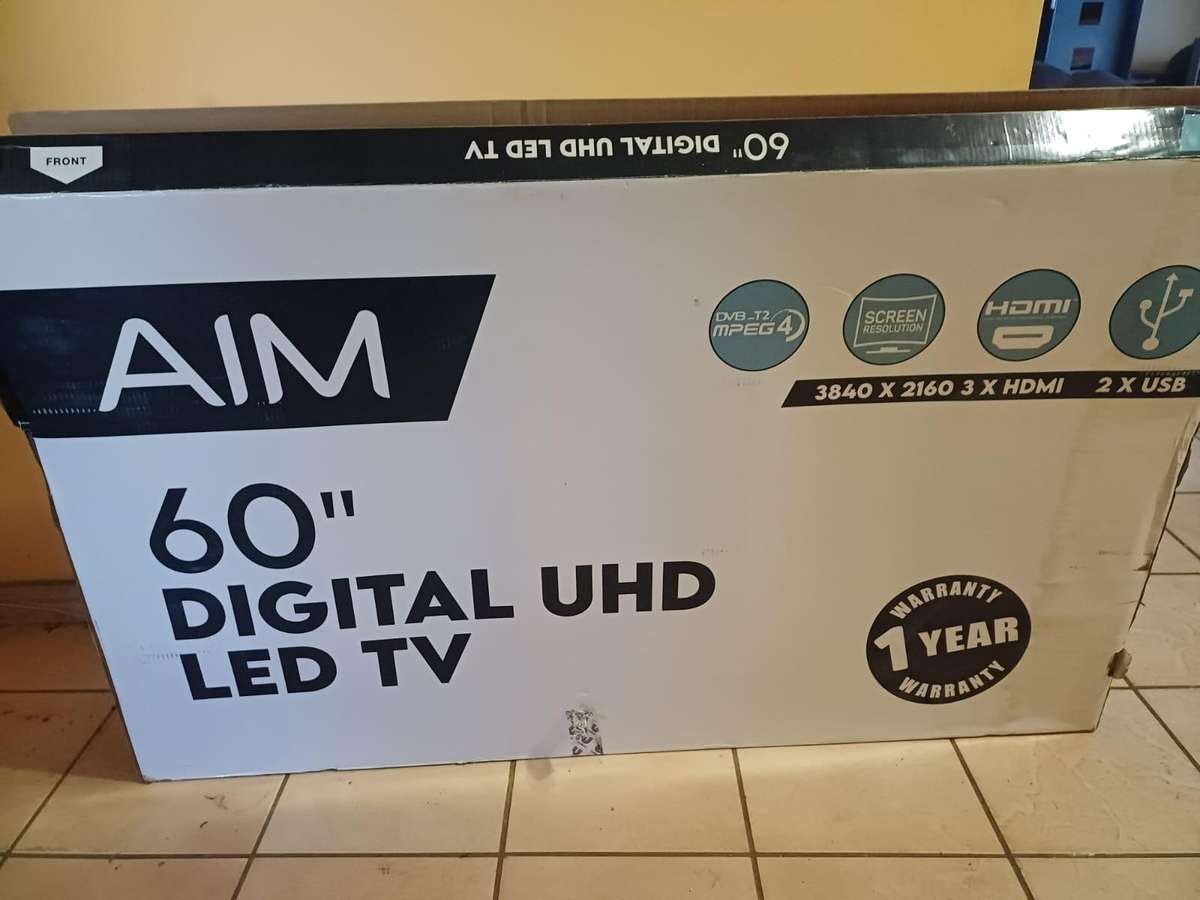 FRONT
60" DIGITAL UHD LED TV
AIM
DVB_T2
MPEG4
SCREEN
RESOLUTION
HDMI
3840 X 2160 3 X HDMI 2 X USB
60"
DIGITAL UHD
LED TV
WARRANTY
1 YEAR
WARRANTY